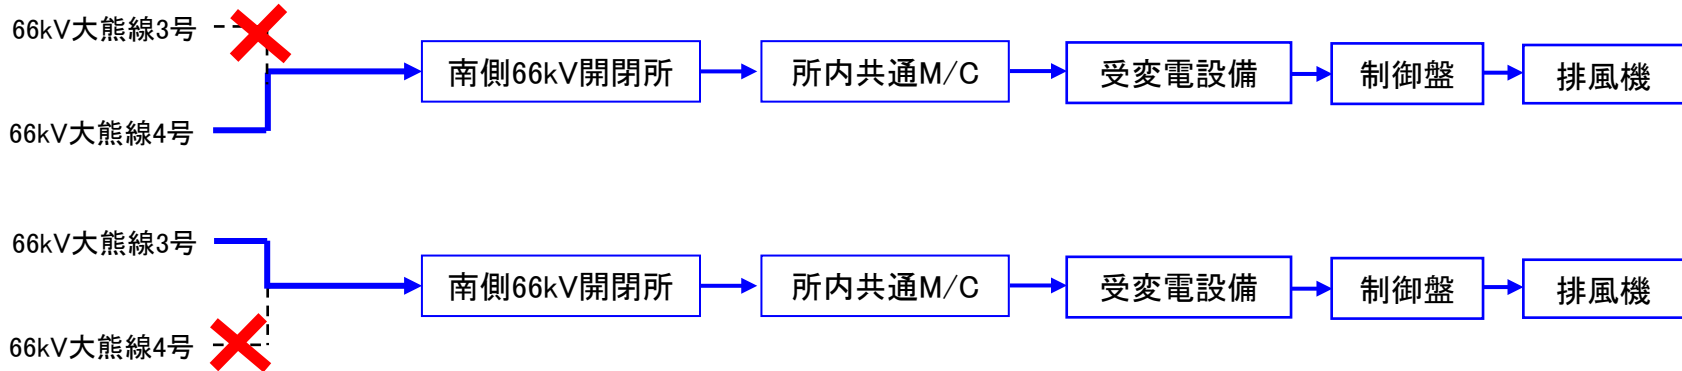 66kV大熊線3号
南側66kV開閉所
所内共通M/C
受変電設備
制御盤
排風機
66kV大熊線4号
66kV大熊線3号
南側66kV開閉所
所内共通M/C
受変電設備
制御盤
排風機
66kV大熊線4号